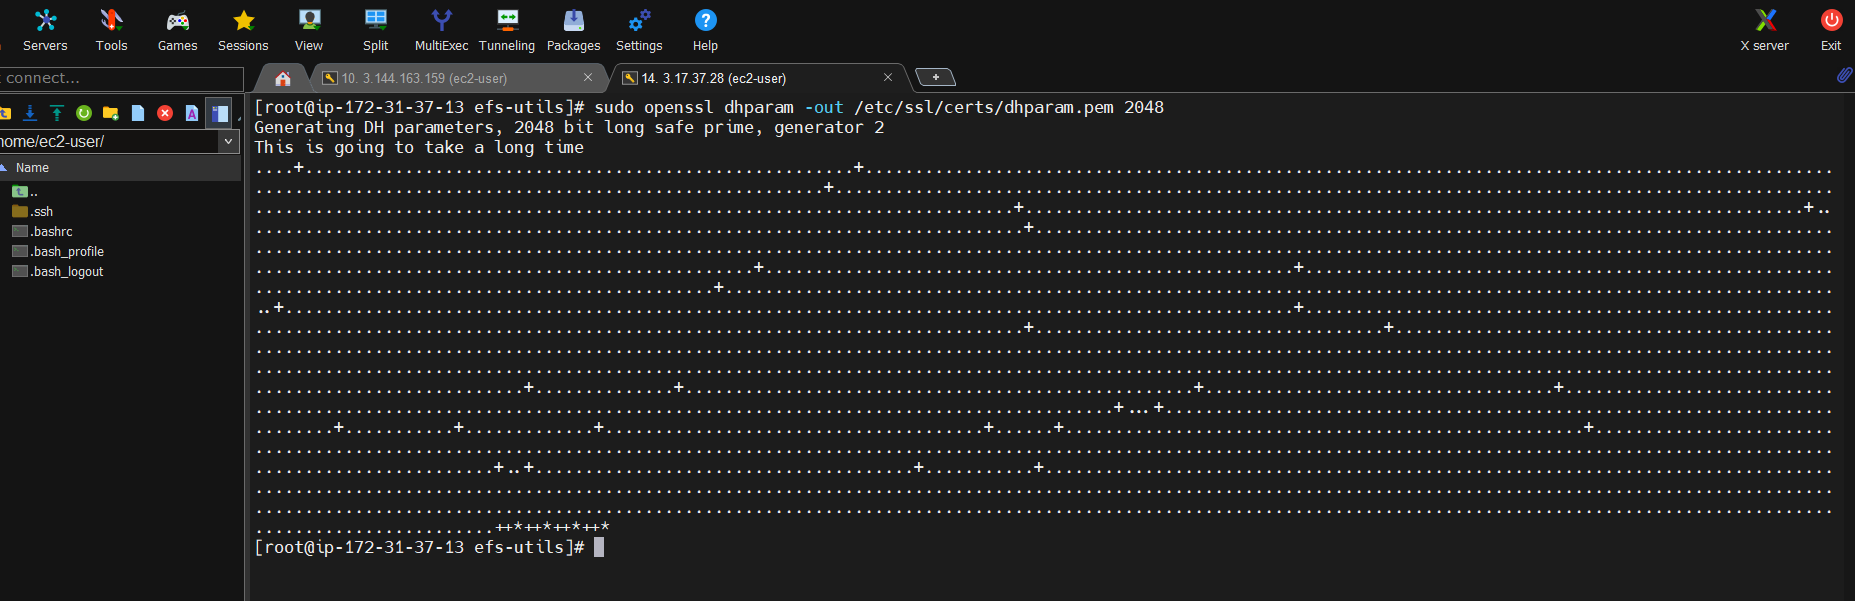 Servers Tools Games Sessions View Split MultiExec Tunneling Packages Settings Help X server Exit
connect...
10. 3.144.163.159 (ec2-user)
14. 3.17.37.28 (ec2-user)
home/ec2-user/
Name
..
.ssh
.bashrc
.bash_profile
.bash_logout
[root@ip-172-31-37-13 efs-utils]# sudo openssl dhparam -out /etc/ssl/certs/dhparam.pem 2048
Generating DH parameters, 2048 bit long safe prime, generator 2
This is going to take a long time
........................++*++*++*++*
[root@ip-172-31-37-13 efs-utils]#